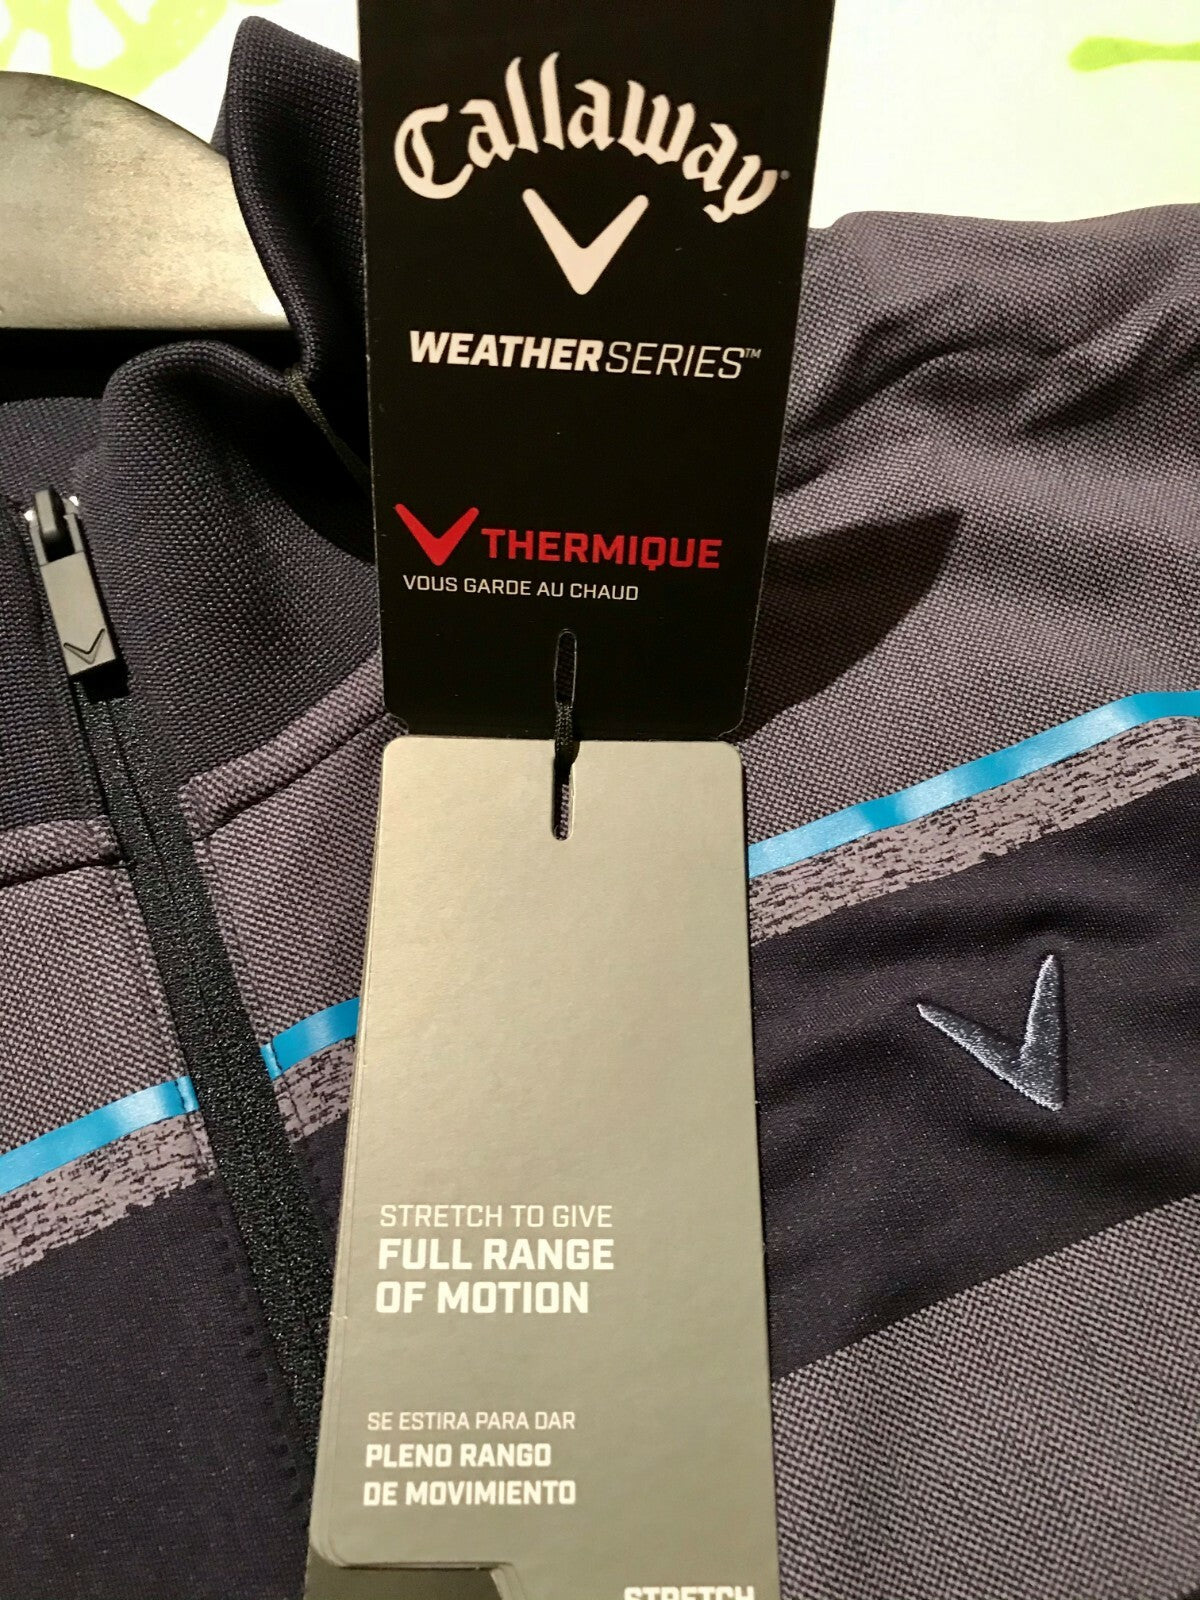 Callaway
WEATHERSERIES™
THERMIQUE
VOUS GARDE AU CHAUD
STRETCH TO GIVE
FULL RANGE
OF MOTION
SE ESTIRA PARA DAR
PLENO RANGO
DE MOVIMIENTO
STRETCH